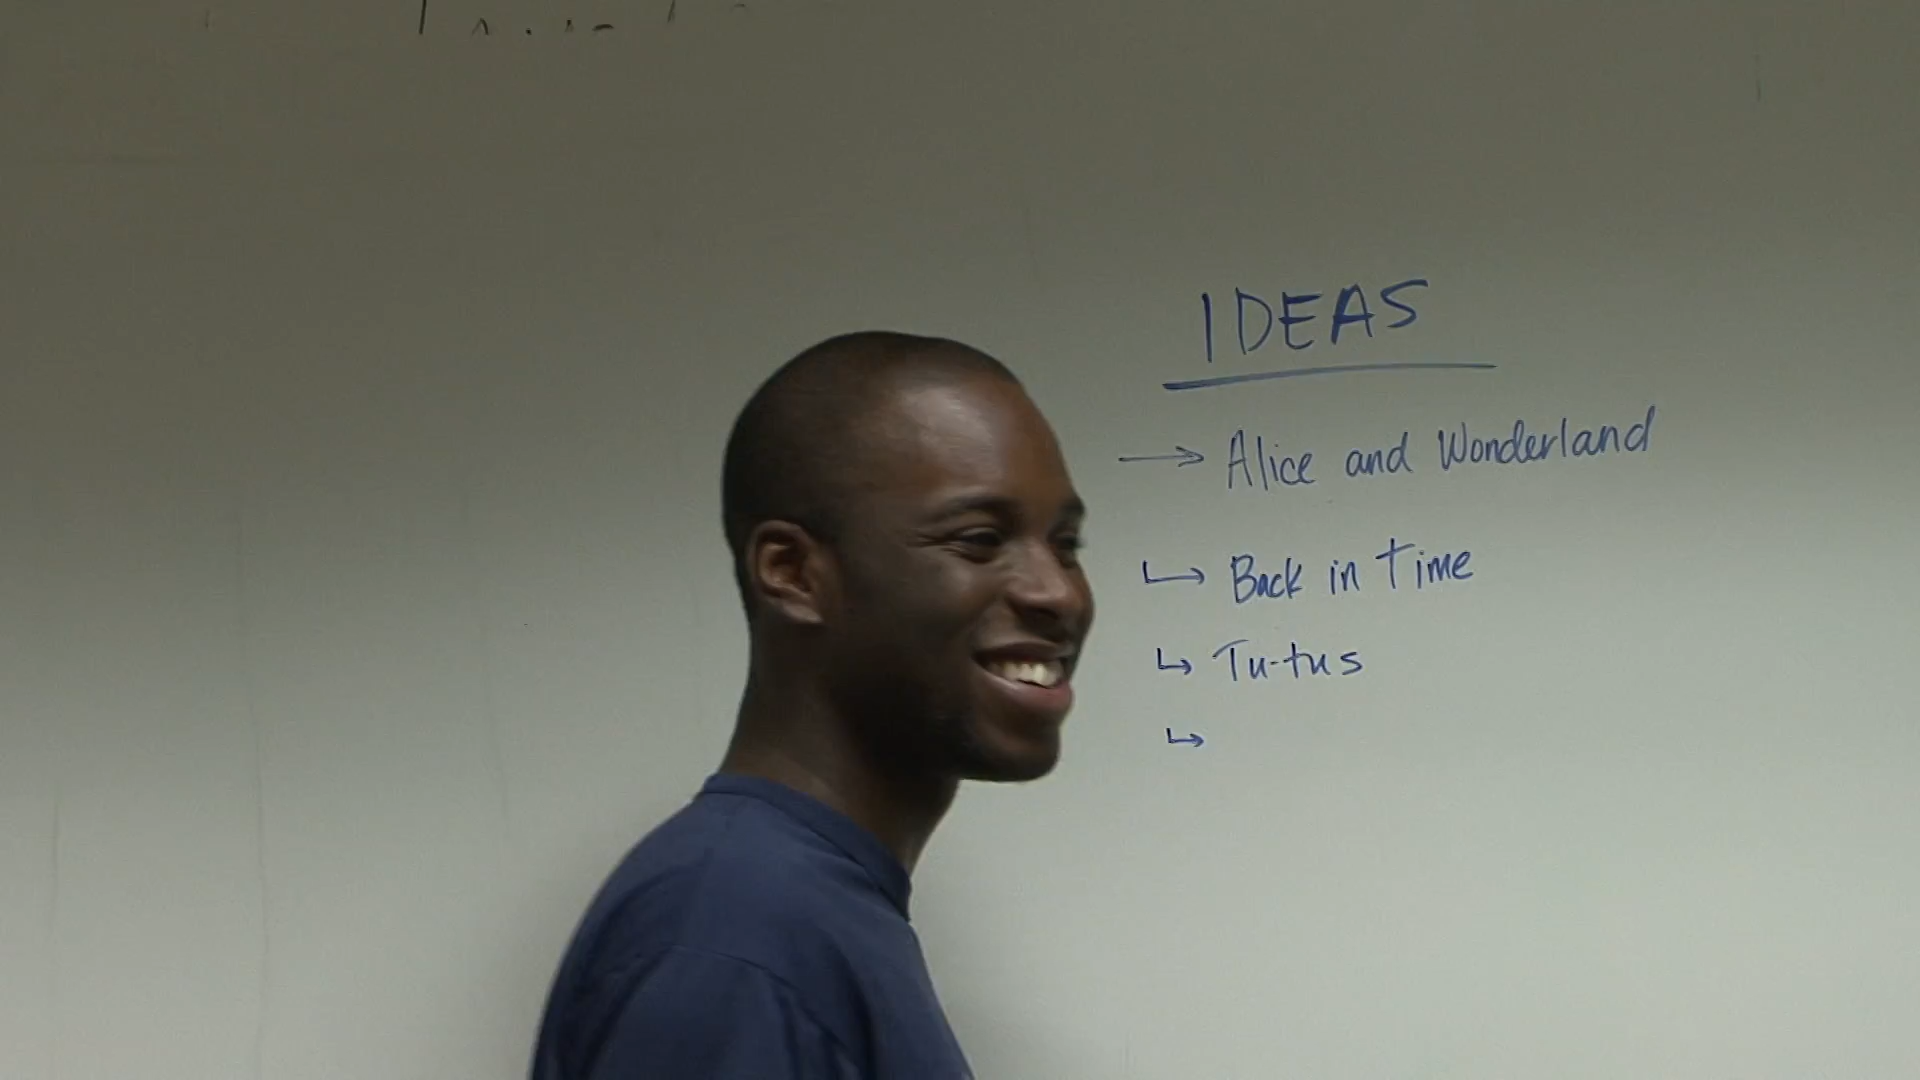 IDEAS
→ Alice and Wonderland
↳ Back in Time
↳ Tu-tus
↳